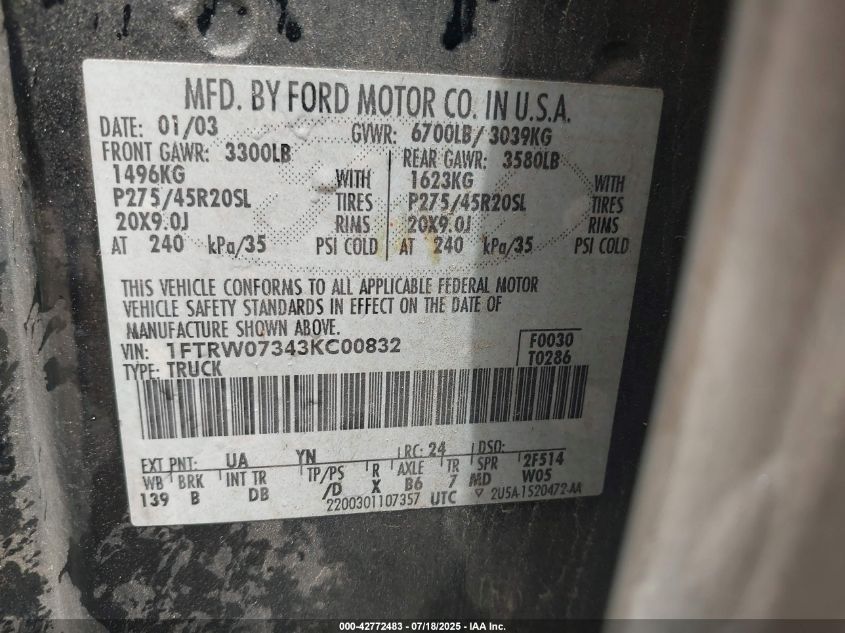 MFD. BY FORD MOTOR CO. IN U.S.A.
DATE: 01/03 GVWR: 6700LB/ 3039KG
FRONT GAWR: 3300LB REAR GAWR: 3580LB
1496KG WITH 1623KG WITH
P275/45R20SL TIRES P275/45R20SL TIRES
20X9.0J RIMS 20X9.0J RIMS
AT 240 kPa/35 PSI COLD AT 240 kPa/35 PSI COLD
THIS VEHICLE CONFORMS TO ALL APPLICABLE FEDERAL MOTOR
VEHICLE SAFETY STANDARDS IN EFFECT ON THE DATE OF
MANUFACTURE SHOWN ABOVE.
VIN: 1FTRW07343KC00832 F0030
TYPE: TRUCK T0286
EXT PNT: UA YN RC: 24 DSO:
WB BRK INT TR TP/PS R AXLE TR SPR 2F514
139 B DB /D X B6 7 MD W05
2200301107357 UTC 2U5A-1520472-AA
000-42772483 - 07/18/2025 - IAA Inc.